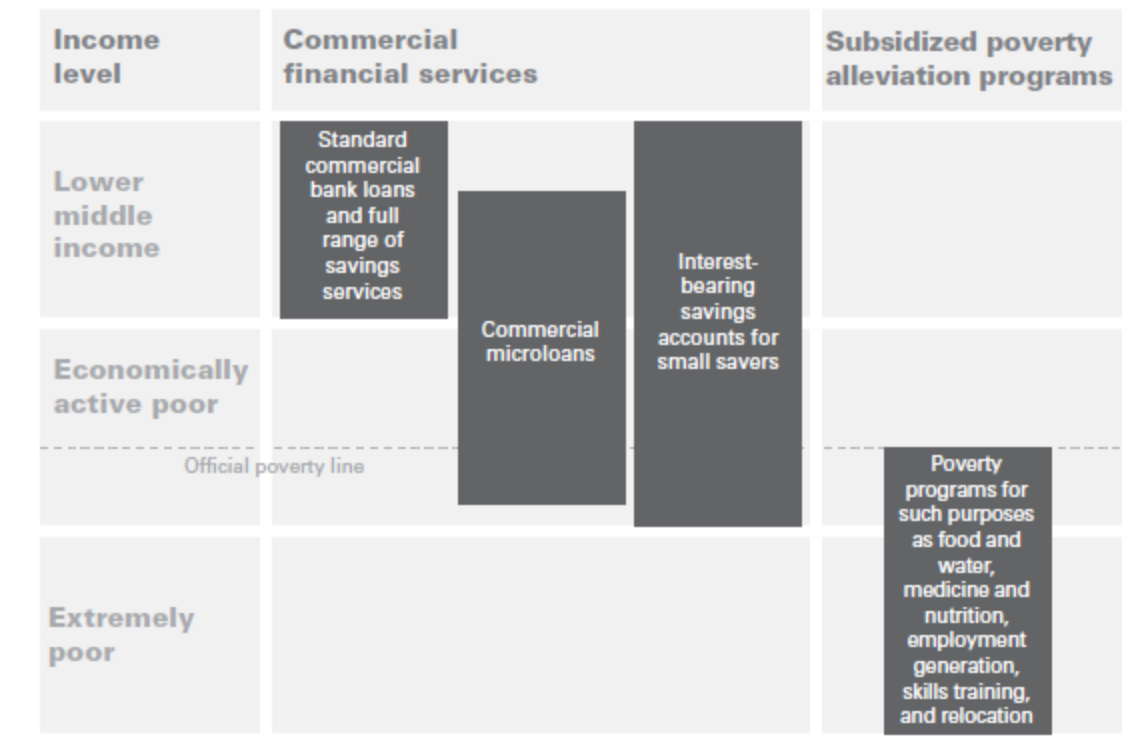 Income
level
Commercial
financial services
Subsidized poverty
alleviation programs
Lower
middle
income
Standard
commercial
bank loans
and full
range of
savings
services
Commercial
microloans
Interest-
bearing
savings
accounts for
small savers
Economically
active poor
Official poverty line
Poverty
programs for
such purposes
as food and
water,
medicine and
nutrition,
employment
generation,
skills training,
and relocation
Extremely
poor